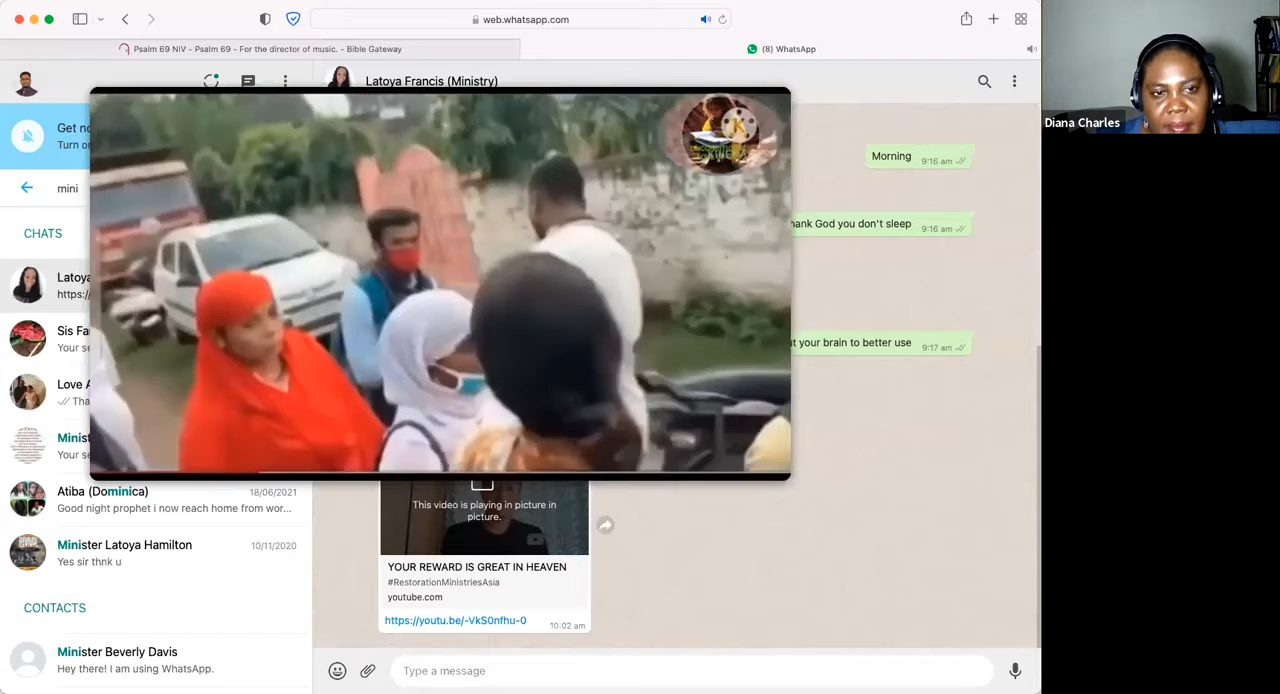 web.whatsapp.com
Psalm 69 NIV - Psalm 69 - For the director of music. - Bible Gateway
(8) WhatsApp
Latoya Francis (Ministry)
Diana Charles
Get
Turn
mini
CHATS
Latoya
https:/
Sis
Your se
Love
Your se
Atiba (Dominica)
18/06/2021
Good night prophet i now reach home from wor...
Minister Latoya Hamilton
10/11/2020
Yes sir thnk u
CONTACTS
Minister Beverly Davis
Hey there! I am using WhatsApp.
Morning
9:16 am
God you don't sleep
9:16 am
your brain to better use
9:17 am
This video is playing in picture in
picture.
YOUR REWARD IS GREAT IN HEAVEN
#RestorationMinistriesAsia
youtube.com
https://youtu.be/-VkS0nfhu-0
10:02 am
Type a message